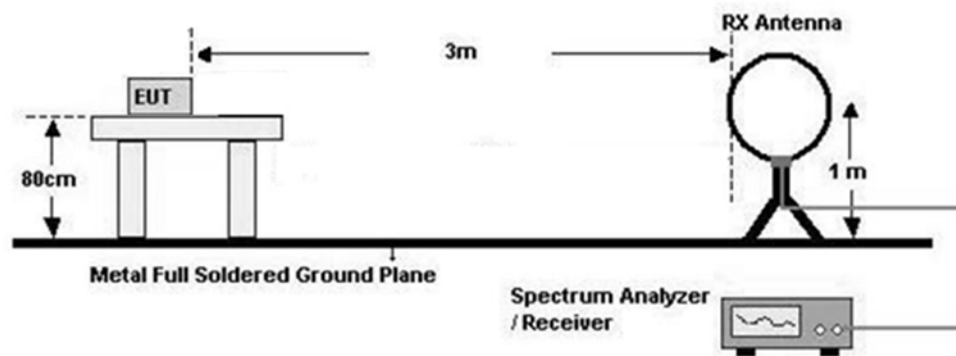 RX Antenna
3m
EUT
80cm
1 m
Metal Full Soldered Ground Plane
Spectrum Analyzer
/ Receiver